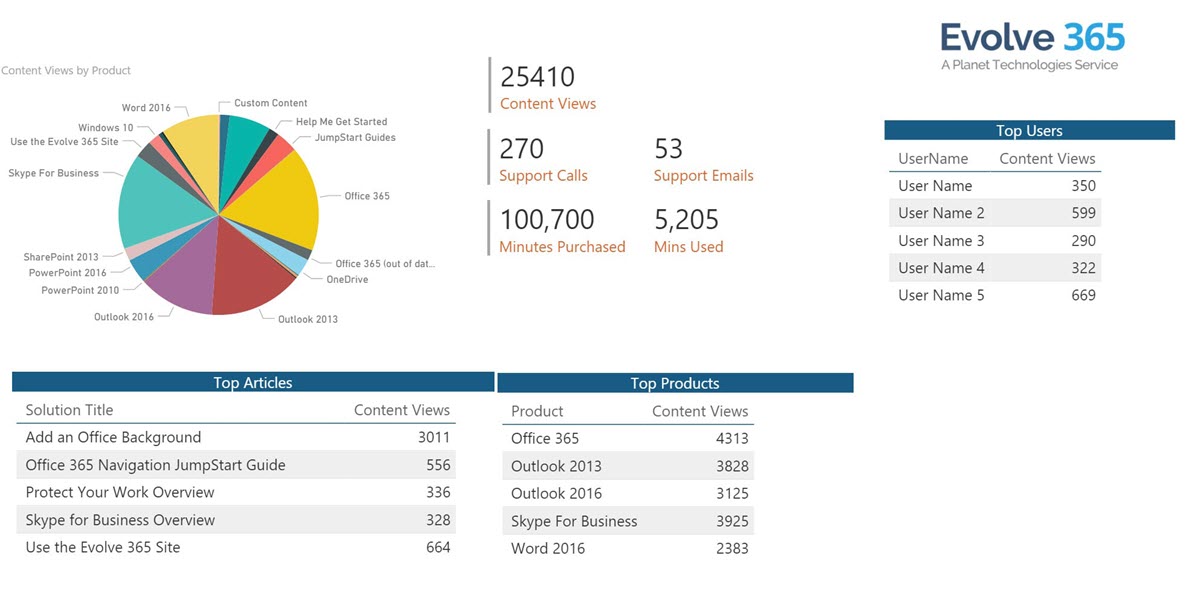 Evolve 365
A Planet Technologies Service
Content Views by Product
Custom Content
Help Me Get Started
JumpStart Guides
Office 365
Office 365 (out of dat...
OneDrive
Outlook 2013
Outlook 2016
PowerPoint 2010
PowerPoint 2016
SharePoint 2013
Skype For Business
Use the Evolve 365 Site
Windows 10
Word 2016
25410
Content Views
270 53
Support Calls Support Emails
100,700 5,205
Minutes Purchased Mins Used
Top Users
UserName Content Views
User Name 350
User Name 2 599
User Name 3 290
User Name 4 322
User Name 5 669
Top Articles
Solution Title Content Views
Add an Office Background 3011
Office 365 Navigation JumpStart Guide 556
Protect Your Work Overview 336
Skype for Business Overview 328
Use the Evolve 365 Site 664
Top Products
Product Content Views
Office 365 4313
Outlook 2013 3828
Outlook 2016 3125
Skype For Business 3925
Word 2016 2383